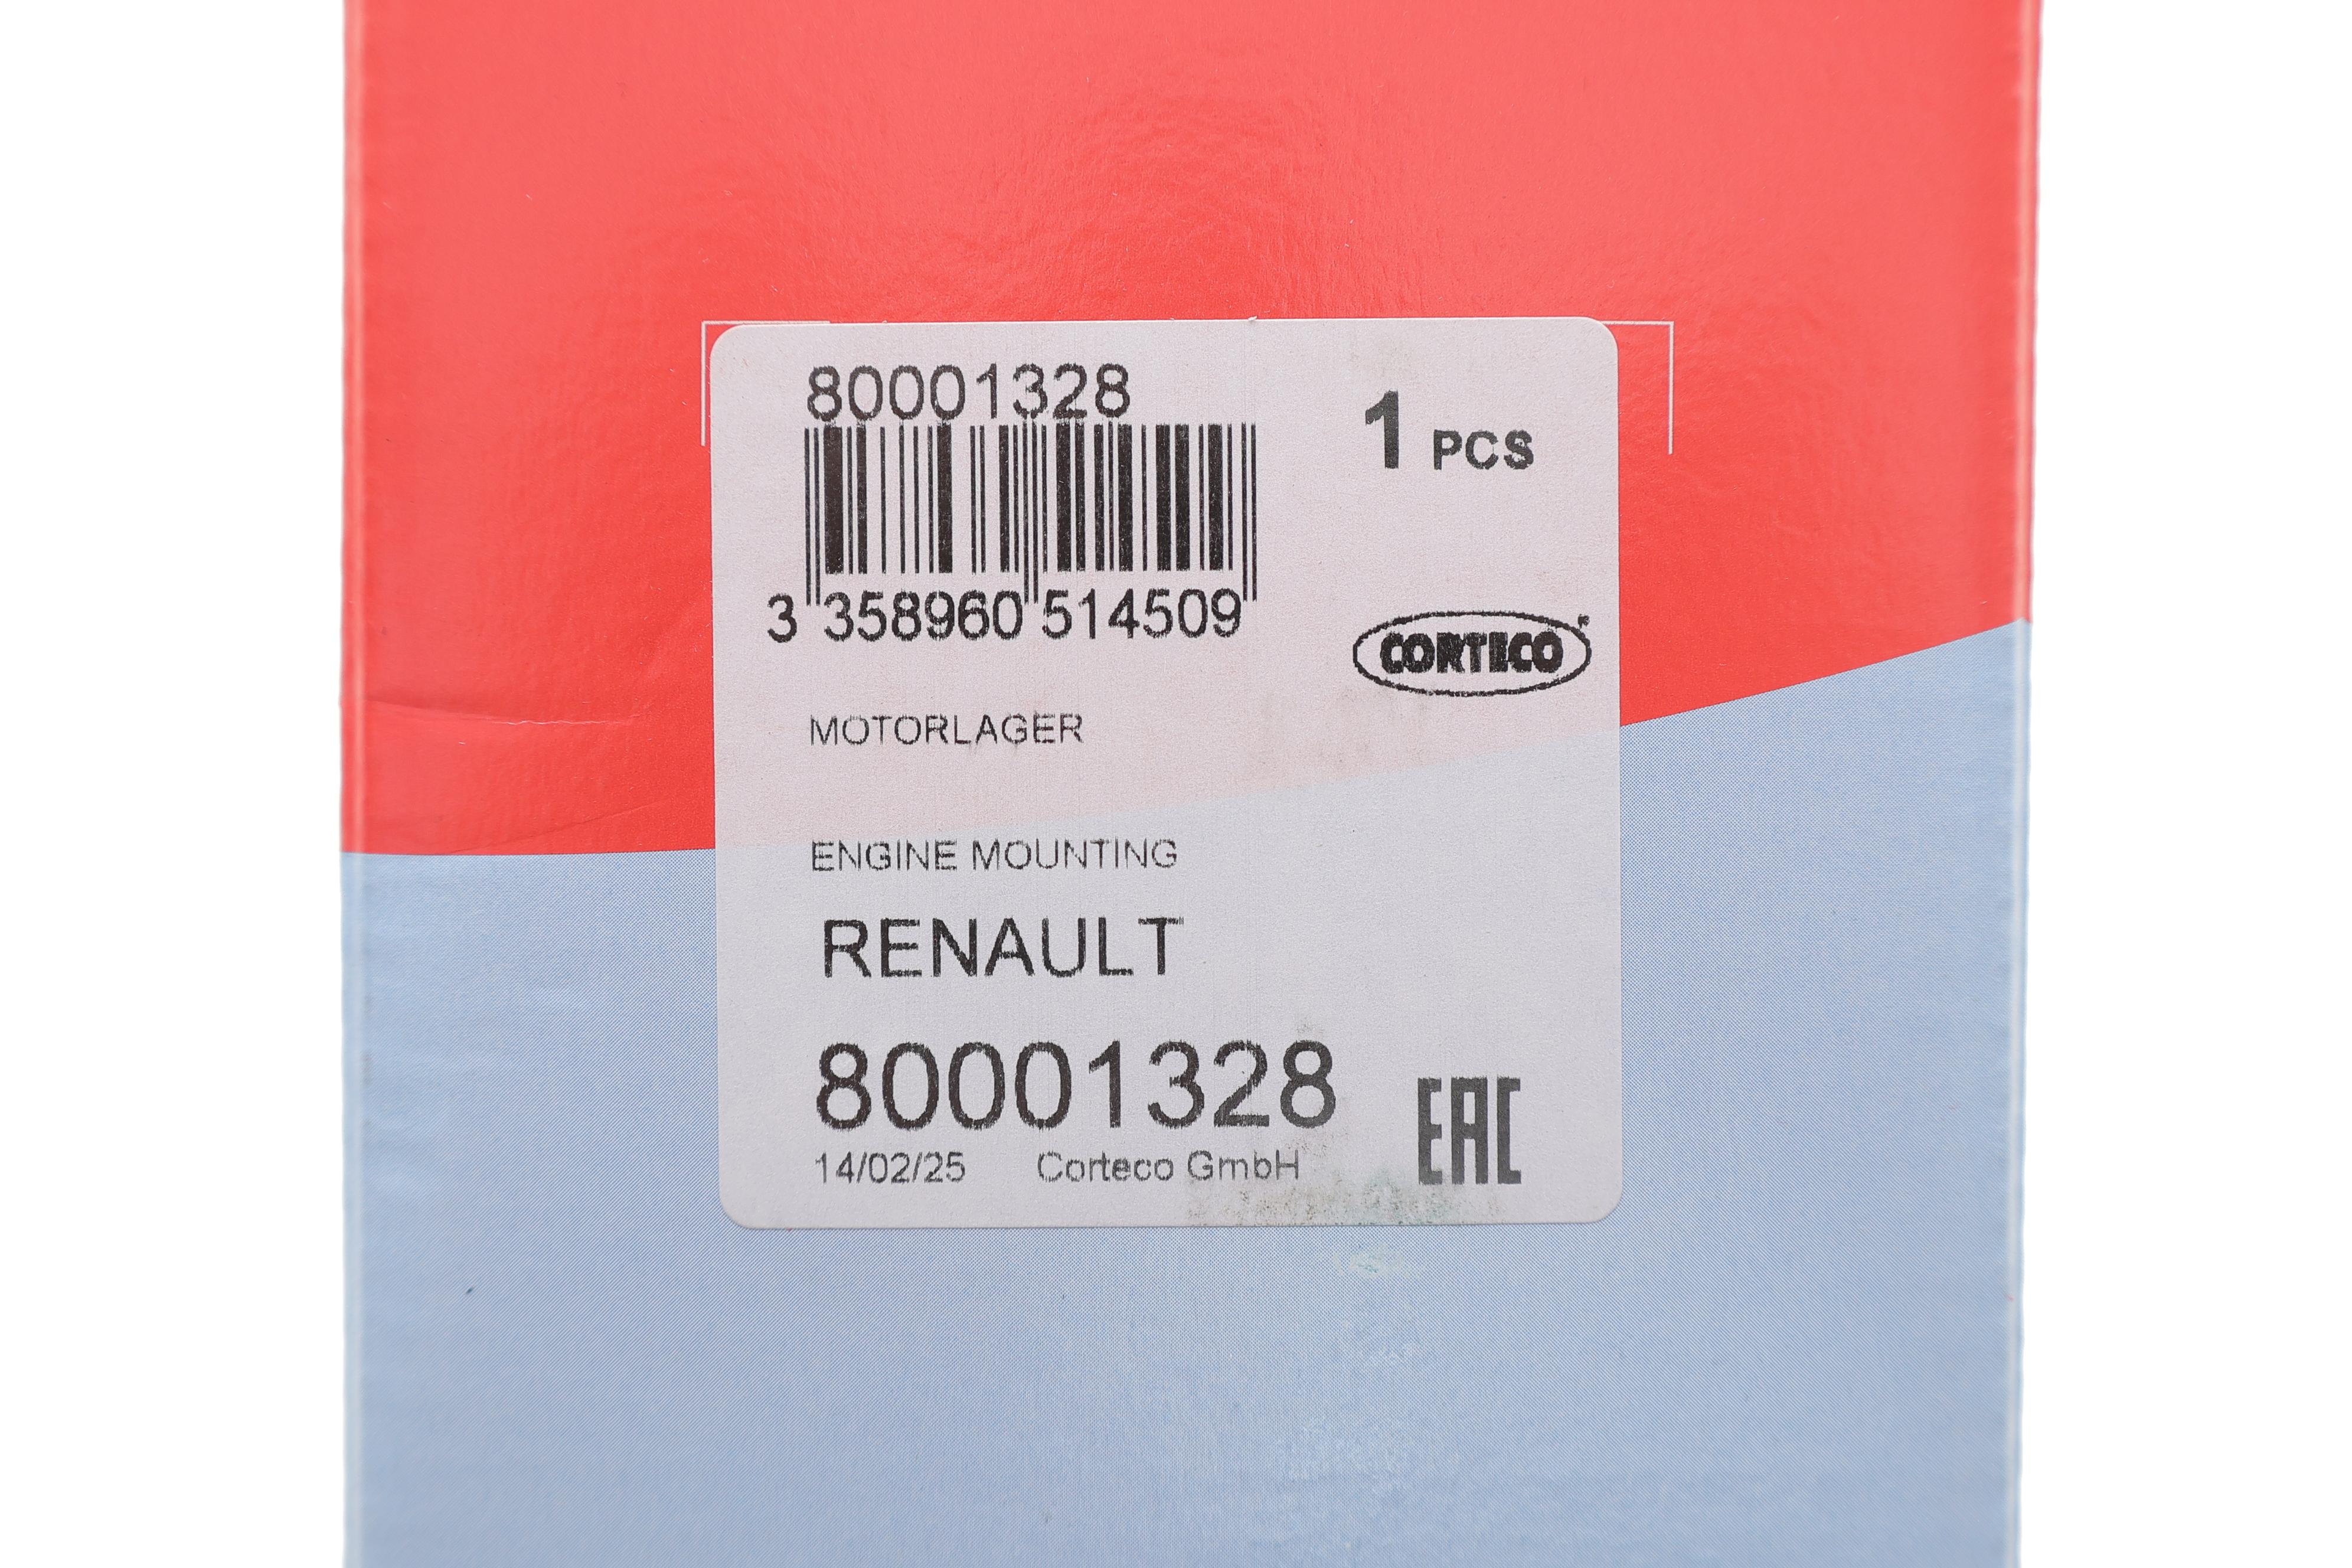 80001328
1 PCS
3 358960 514509
CORTECO
MOTORLAGER
ENGINE MOUNTING
RENAULT
80001328
EAC
14/02/25 Corteco GmbH